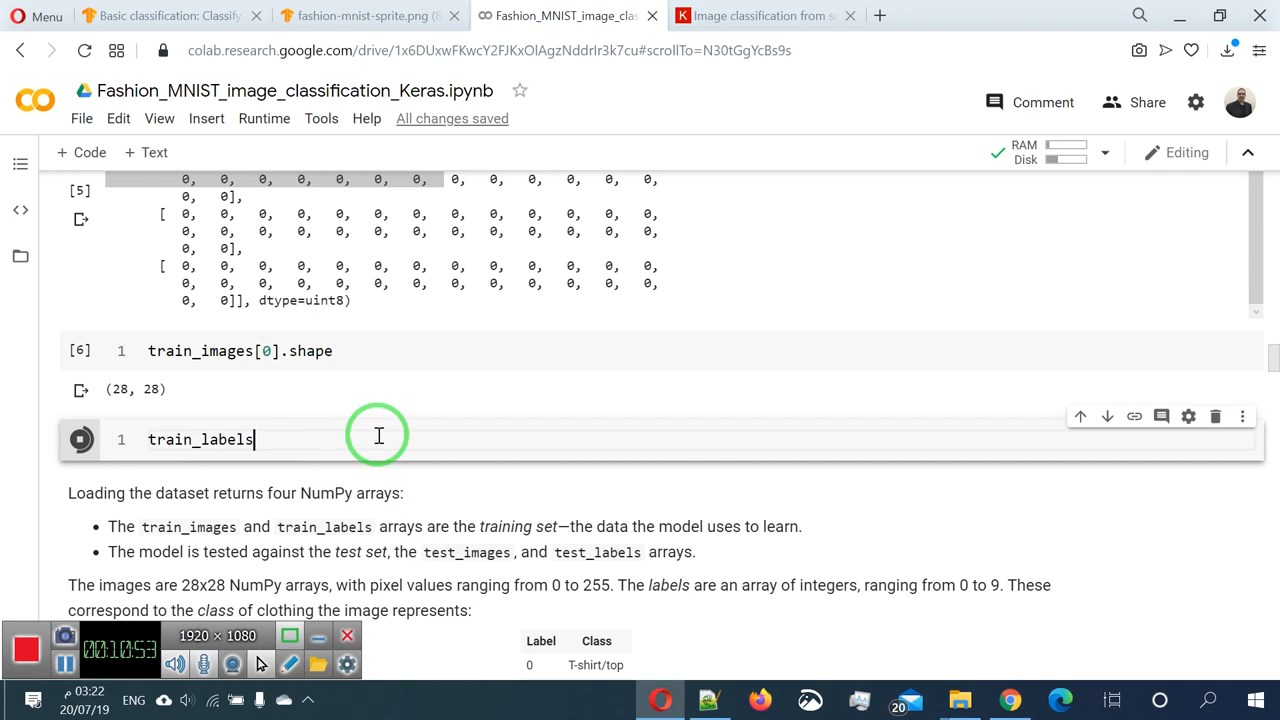 Menu
Basic classification: Classify
fashion-mnist-sprite.png (8
Fashion_MNIST_image_clas
Image classification from s
colab.research.google.com/drive/1x6DUxwFKwcY2FJKxOlAgzNddrIr3k7cu#scrollTo=N30tGgYcBs9s
Fashion_MNIST_image_classification_Keras.ipynb
File Edit View Insert Runtime Tools Help All changes saved
Comment
Share
+ Code + Text
RAM
Disk
Editing
[5]
0, 0, 0, 0, 0, 0, 0, 0, 0, 0, 0, 0, 0,
0, 0],
[ 0, 0, 0, 0, 0, 0, 0, 0, 0, 0, 0, 0, 0,
0, 0, 0, 0, 0, 0, 0, 0, 0, 0, 0, 0, 0,
0, 0],
[ 0, 0, 0, 0, 0, 0, 0, 0, 0, 0, 0, 0, 0,
0, 0, 0, 0, 0, 0, 0, 0, 0, 0, 0, 0, 0,
0, 0]], dtype=uint8)
[6] 1 train_images[0].shape
(28, 28)
1 train_labels
Loading the dataset returns four NumPy arrays:
• The train_images and train_labels arrays are the training set—the data the model uses to learn.
• The model is tested against the test set, the test_images, and test_labels arrays.
The images are 28x28 NumPy arrays, with pixel values ranging from 0 to 255. The labels are an array of integers, ranging from 0 to 9. These
correspond to the class of clothing the image represents:
Label Class
0 T-shirt/top
1920 × 1080
00:10:53
ENG
20
03:22 م
20/07/19